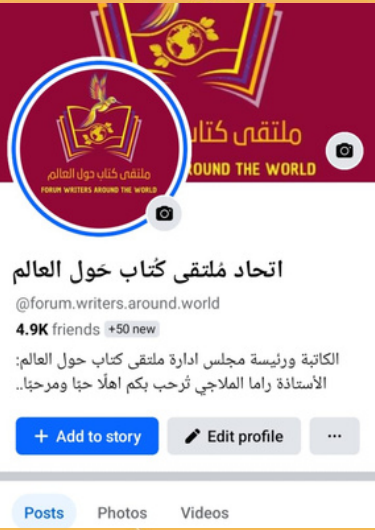 ملتقى كتاب
ROUND THE WORLD
ملتقى كتاب حول العالم
FORUM WRITERS AROUND THE WORLD
اتحاد مُلتقى كُتاب حَول العالم
@forum.writers.around.world
4.9K friends +50 new
الكاتبة ورئيسة مجلس ادارة ملتقى كتاب حول العالم:
الأستاذة راما الملاجي تُرحب بكم اهلًا حبًا ومرحبًا..
+ Add to story
Edit profile
...
Posts Photos Videos